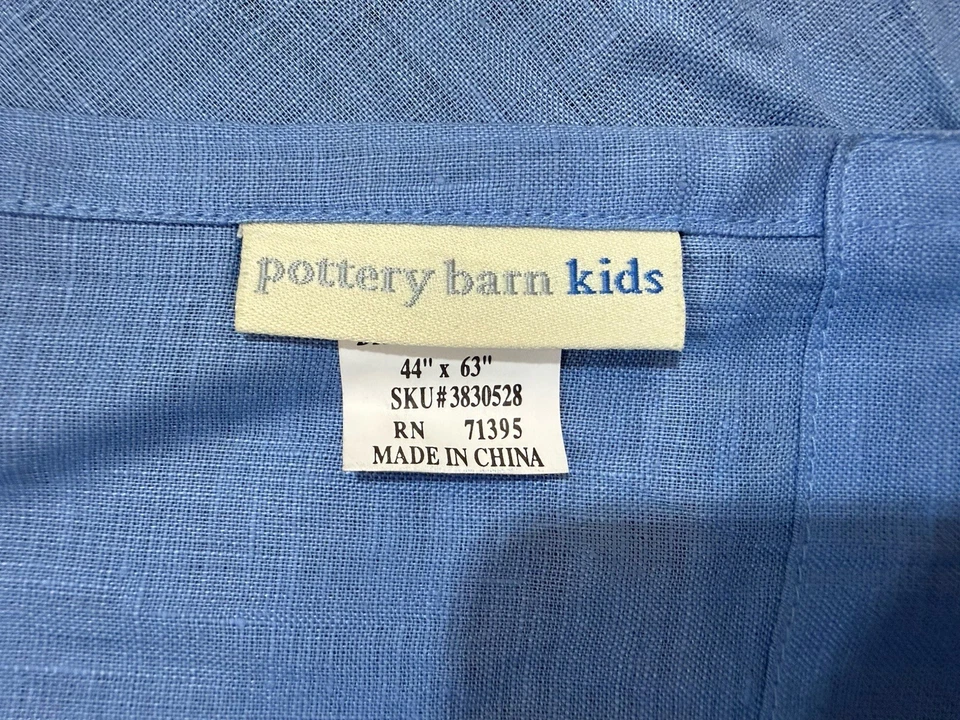 pottery barn kids
44" x 63"
SKU#3830528
RN 71395
MADE IN CHINA